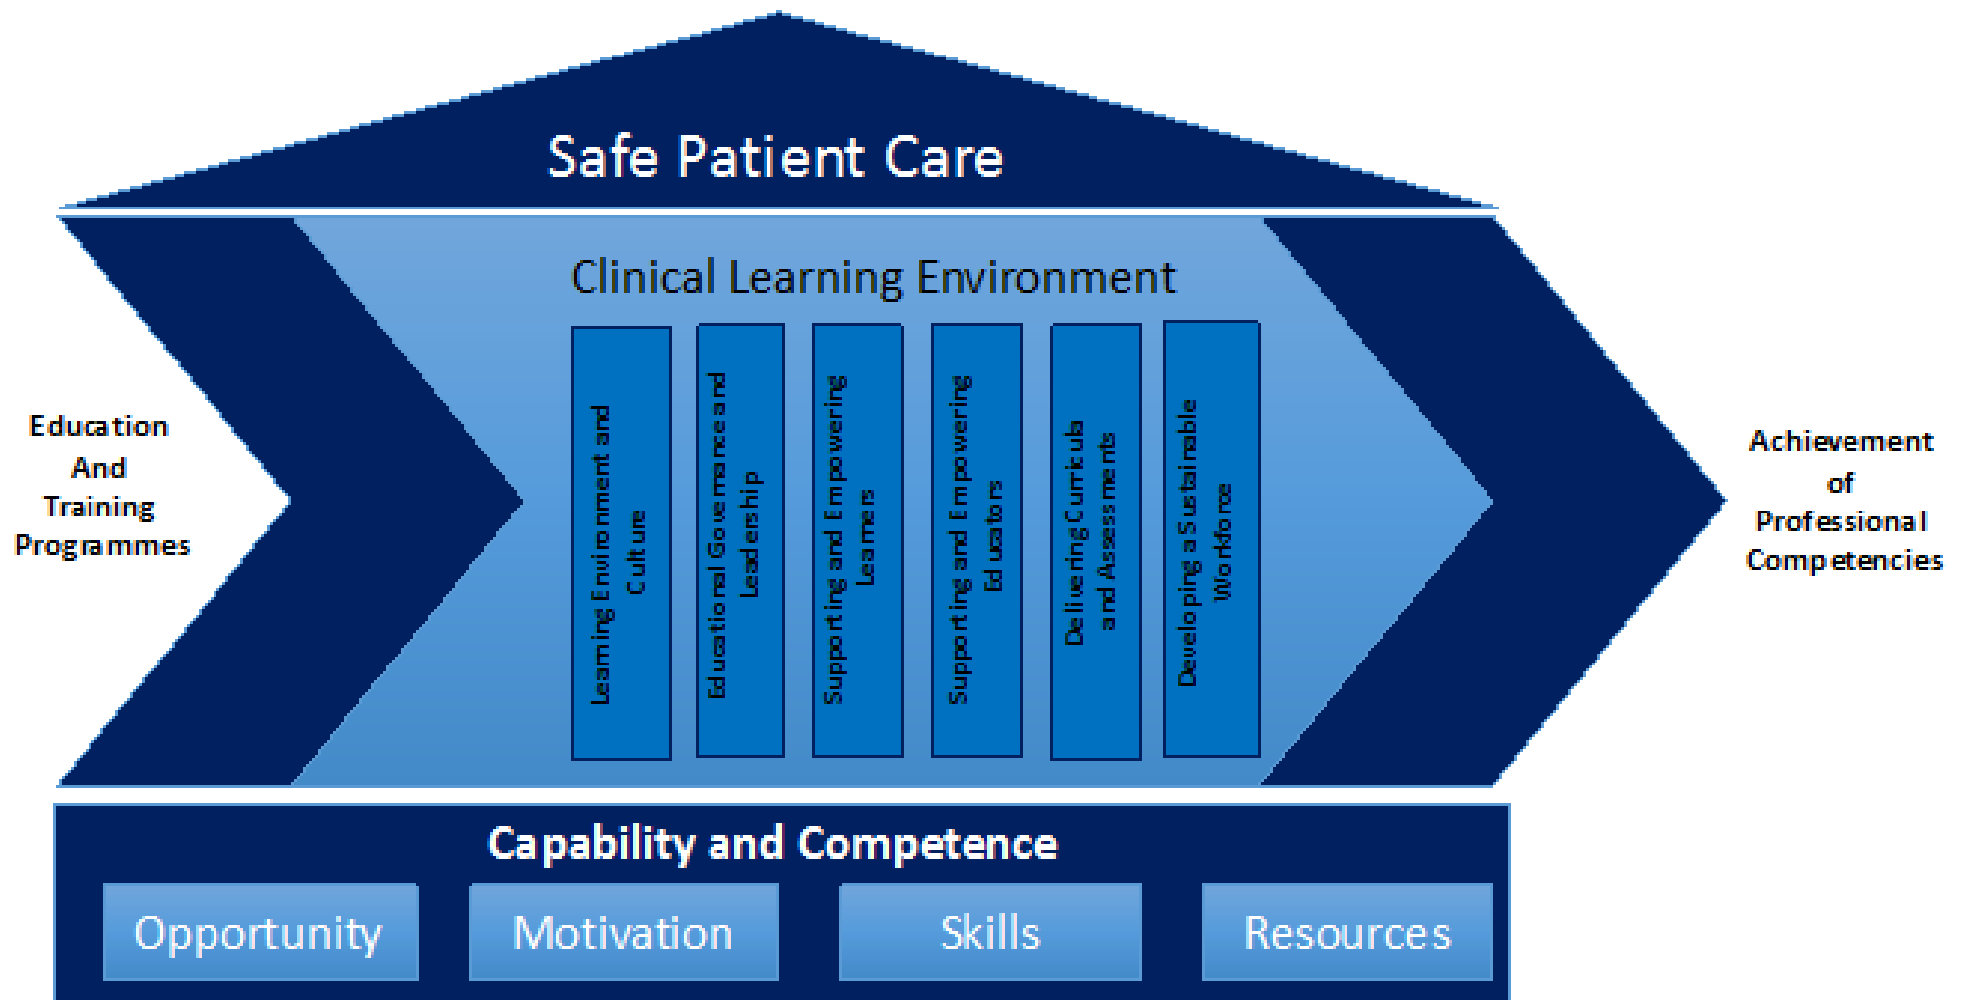 Safe Patient Care
Clinical Learning Environment
Education
And
Training
Programmes
Learning Environment and
Culture
Educational Governance and
Leadership
Supporting and Empowering
Learners
Supporting and Empowering
Educators
Delivering Curricula
and Assessments
Developing a Sustainable
Workforce
Achievement
of
Professional
Competencies
Capability and Competence
Opportunity
Motivation
Skills
Resources